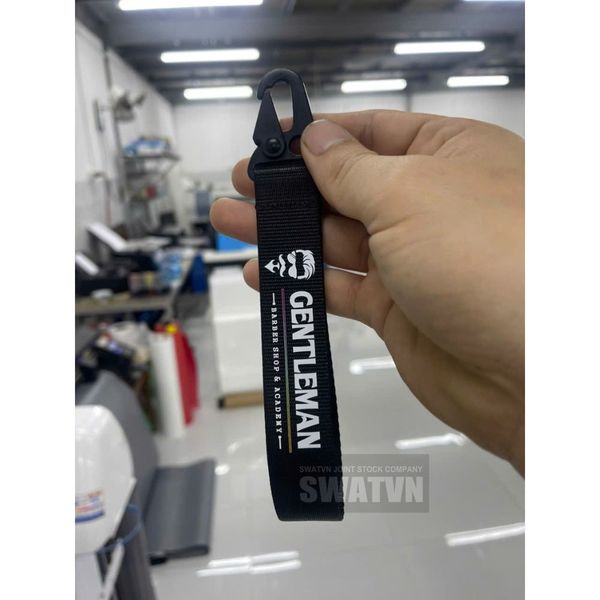 GENTLEMAN
BARBER SHOP & ACADEMY
SWATVN JOINT STOCK COMPANY
SWATVN